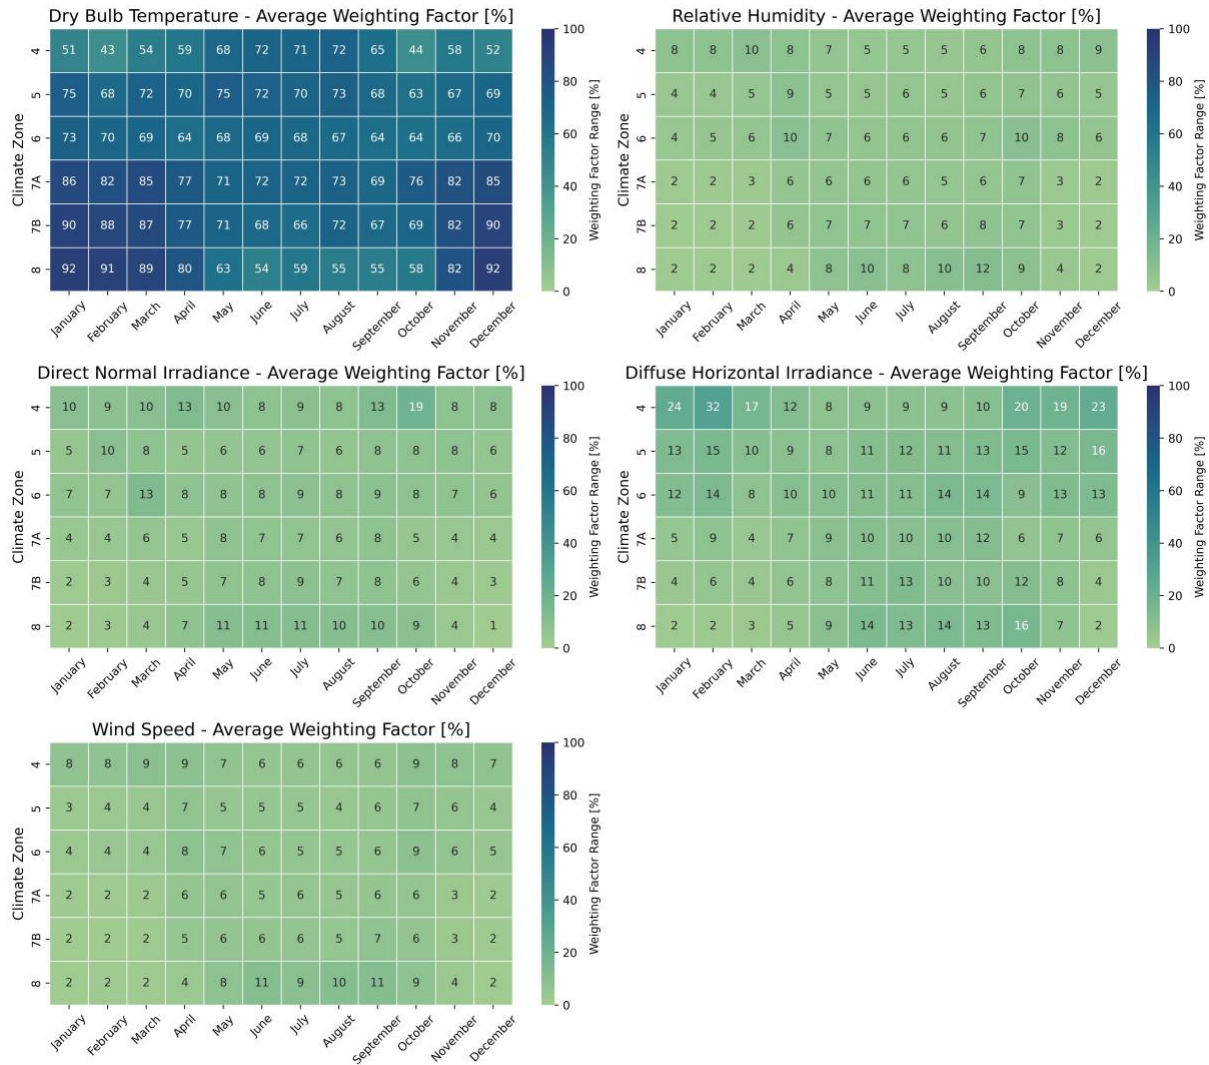 Dry Bulb Temperature - Average Weighting Factor [%]
Climate Zone
4 51 43 54 59 68 72 71 72 65 44 58 52
5 75 68 72 70 75 72 70 73 68 63 67 69
6 73 70 69 64 68 69 68 67 64 64 66 70
7A 86 82 85 77 71 72 72 73 69 76 82 85
7B 90 88 87 77 71 68 66 72 67 69 82 90
8 92 91 89 80 63 54 59 55 55 58 82 92
January February March April May June July August September October November December
100
80
60
40
20
0
Weighting Factor Range [%]
Relative Humidity - Average Weighting Factor [%]
Climate Zone
4 8 8 10 8 7 5 5 5 6 8 8 9
5 4 4 5 9 5 5 6 5 6 7 6 5
6 4 5 6 10 7 6 6 6 7 10 8 6
7A 2 2 3 6 6 6 6 5 6 7 3 2
7B 2 2 2 6 7 7 7 6 8 7 3 2
8 2 2 2 4 8 10 8 10 12 9 4 2
January February March April May June July August September October November December
100
80
60
40
20
0
Weighting Factor Range [%]
Direct Normal Irradiance - Average Weighting Factor [%]
Climate Zone
4 10 9 10 13 10 8 9 8 13 19 8 8
5 5 10 8 5 6 6 7 6 8 8 8 6
6 7 7 13 8 8 8 9 8 9 8 7 6
7A 4 4 6 5 8 7 7 6 8 5 4 4
7B 2 3 4 5 7 8 9 7 8 6 4 3
8 2 3 4 7 11 11 11 10 10 9 4 1
January February March April May June July August September October November December
100
80
60
40
20
0
Weighting Factor Range [%]
Diffuse Horizontal Irradiance - Average Weighting Factor [%]
Climate Zone
4 24 32 17 12 8 9 9 9 10 20 19 23
5 13 15 10 9 8 11 12 11 13 15 12 16
6 12 14 8 10 10 11 11 14 14 9 13 13
7A 5 9 4 7 9 10 10 10 12 6 7 6
7B 4 6 4 6 8 11 13 10 10 12 8 4
8 2 2 3 5 9 14 13 14 13 16 7 2
January February March April May June July August September October November December
100
80
60
40
20
0
Weighting Factor Range [%]
Wind Speed - Average Weighting Factor [%]
Climate Zone
4 8 8 9 9 7 6 6 6 6 9 8 7
5 3 4 4 7 5 5 5 4 6 7 6 4
6 4 4 4 8 7 6 5 5 6 9 6 5
7A 2 2 2 6 6 5 6 5 6 6 3 2
7B 2 2 2 5 6 6 6 5 7 6 3 2
8 2 2 2 4 8 11 9 10 11 9 4 2
January February March April May June July August September October November December
100
80
60
40
20
0
Weighting Factor Range [%]